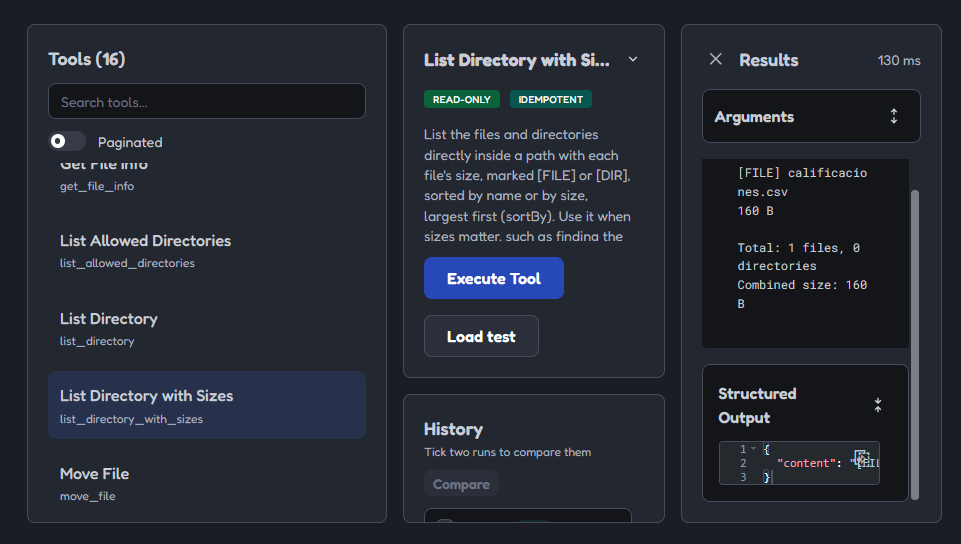 Tools (16)
Search tools...
Paginated
Get File Info
get_file_info
List Allowed Directories
list_allowed_directories
List Directory
list_directory
List Directory with Sizes
list_directory_with_sizes
Move File
move_file
List Directory with Si...
READ-ONLY
IDEMPOTENT
List the files and directories
directly inside a path with each
file's size, marked [FILE] or [DIR],
sorted by name or by size,
largest first (sortBy). Use it when
sizes matter, such as finding the
Execute Tool
Load test
History
Tick two runs to compare them
Compare
Results
130 ms
Arguments
[FILE] calificacio
nes.csv
160 B
Total: 1 files, 0
directories
Combined size: 160
B
Structured
Output
1 {
2 "content": "[FIL
3 }